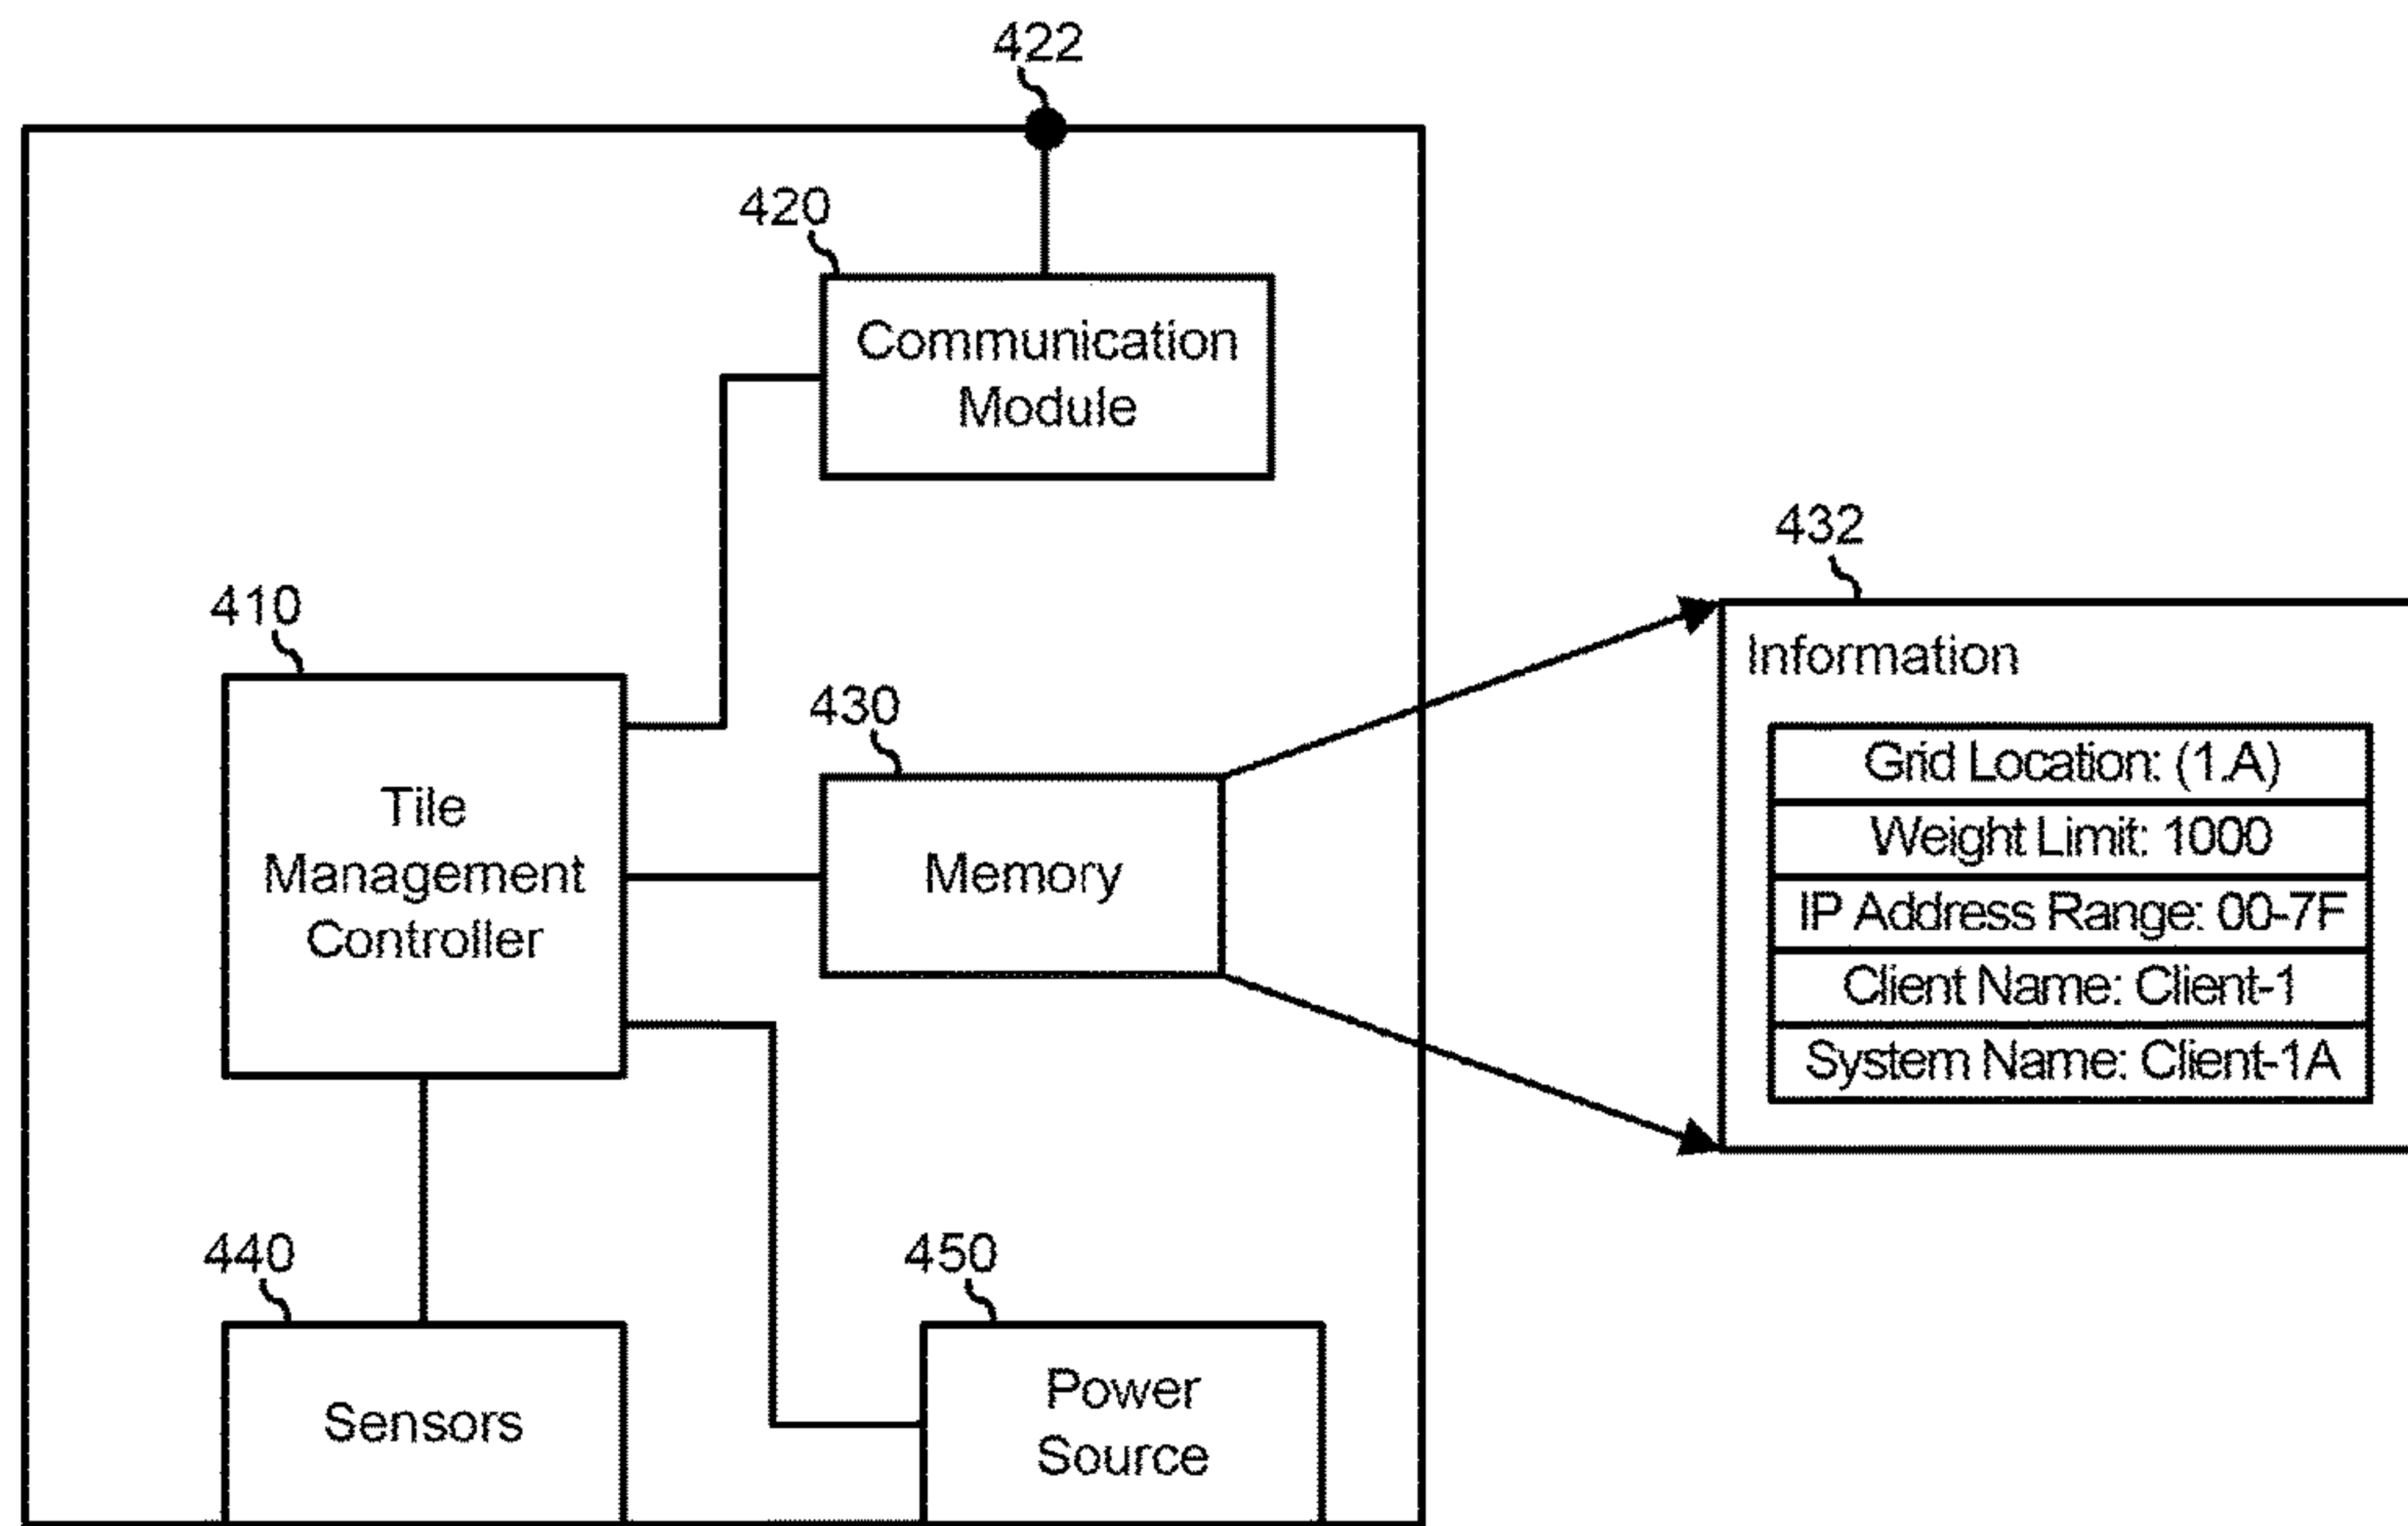 422
420
Communication
Module
432
410
Information
430
Grid Location: (1.A)
Tile
Management
Controller
Weight Limit: 1000
Memory
IP Address Range: 00-7F
Client Name: Client-1
System Name: Client-1A
440
450
Sensors
Power
Source